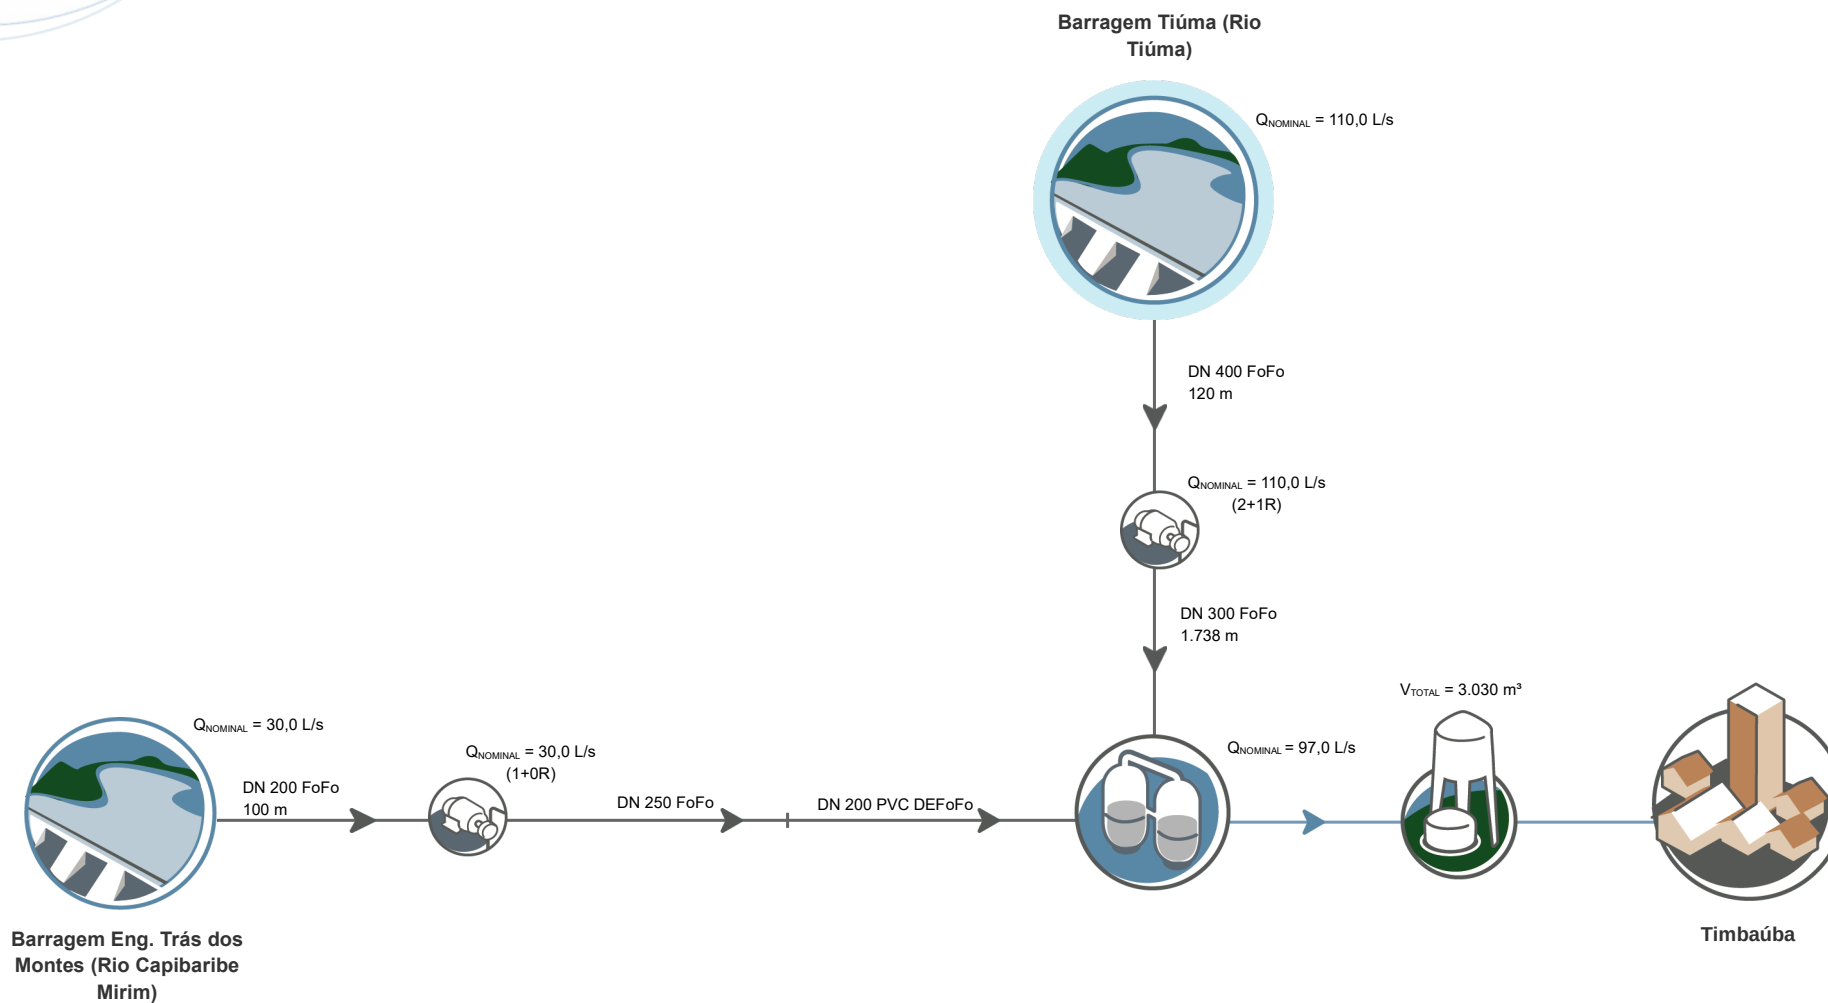 Barragem Tiúma (Rio
Tiúma)
QNOMINAL = 110,0 L/s
DN 400 FoFo
120 m
QNOMINAL = 110,0 L/s
(2+1R)
DN 300 FoFo
1.738 m
VTOTAL = 3.030 m³
QNOMINAL = 30,0 L/s
QNOMINAL = 30,0 L/s
(1+0R)
QNOMINAL = 97,0 L/s
DN 200 FoFo
100 m
DN 250 FoFo
DN 200 PVC DEFoFo
Barragem Eng. Trás dos
Montes (Rio Capibaribe
Mirim)
Timbaúba